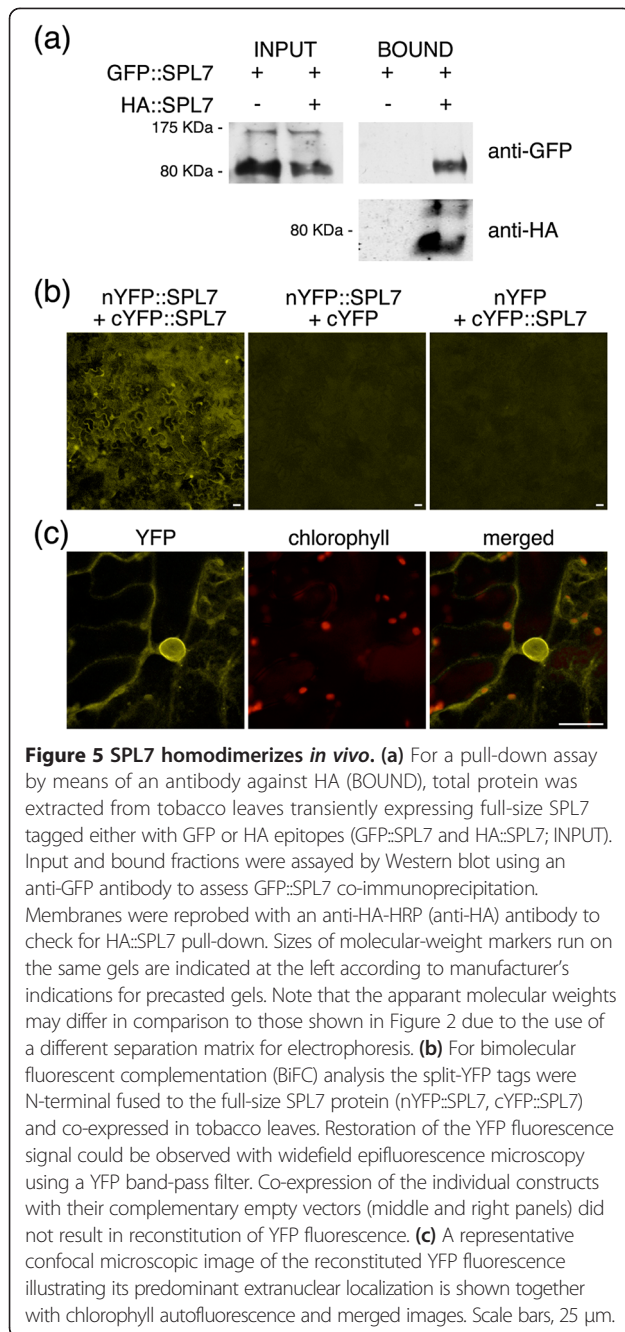 (a)
INPUT BOUND
GFP::SPL7 + + + +
HA::SPL7 - + - +
175 KDa -
80 KDa -
anti-GFP
80 KDa -
anti-HA
(b)
nYFP::SPL7 nYFP::SPL7 nYFP
+ cYFP::SPL7 + cYFP + cYFP::SPL7
(c)
YFP chlorophyll merged
Figure 5 SPL7 homodimerizes in vivo. (a) For a pull-down assay
by means of an antibody against HA (BOUND), total protein was
extracted from tobacco leaves transiently expressing full-size SPL7
tagged either with GFP or HA epitopes (GFP::SPL7 and HA::SPL7; INPUT).
Input and bound fractions were assayed by Western blot using an
anti-GFP antibody to assess GFP::SPL7 co-immunoprecipitation.
Membranes were reprobed with an anti-HA-HRP (anti-HA) antibody to
check for HA::SPL7 pull-down. Sizes of molecular-weight markers run on
the same gels are indicated at the left according to manufacturer's
indications for precasted gels. Note that the apparant molecular weights
may differ in comparison to those shown in Figure 2 due to the use of
a different separation matrix for electrophoresis. (b) For bimolecular
fluorescent complementation (BiFC) analysis the split-YFP tags were
N-terminal fused to the full-size SPL7 protein (nYFP::SPL7, cYFP::SPL7)
and co-expressed in tobacco leaves. Restoration of the YFP fluorescence
signal could be observed with widefield epifluorescence microscopy
using a YFP band-pass filter. Co-expression of the individual constructs
with their complementary empty vectors (middle and right panels) did
not result in reconstitution of YFP fluorescence. (c) A representative
confocal microscopic image of the reconstituted YFP fluorescence
illustrating its predominant extranuclear localization is shown together
with chlorophyll autofluorescence and merged images. Scale bars, 25 μm.